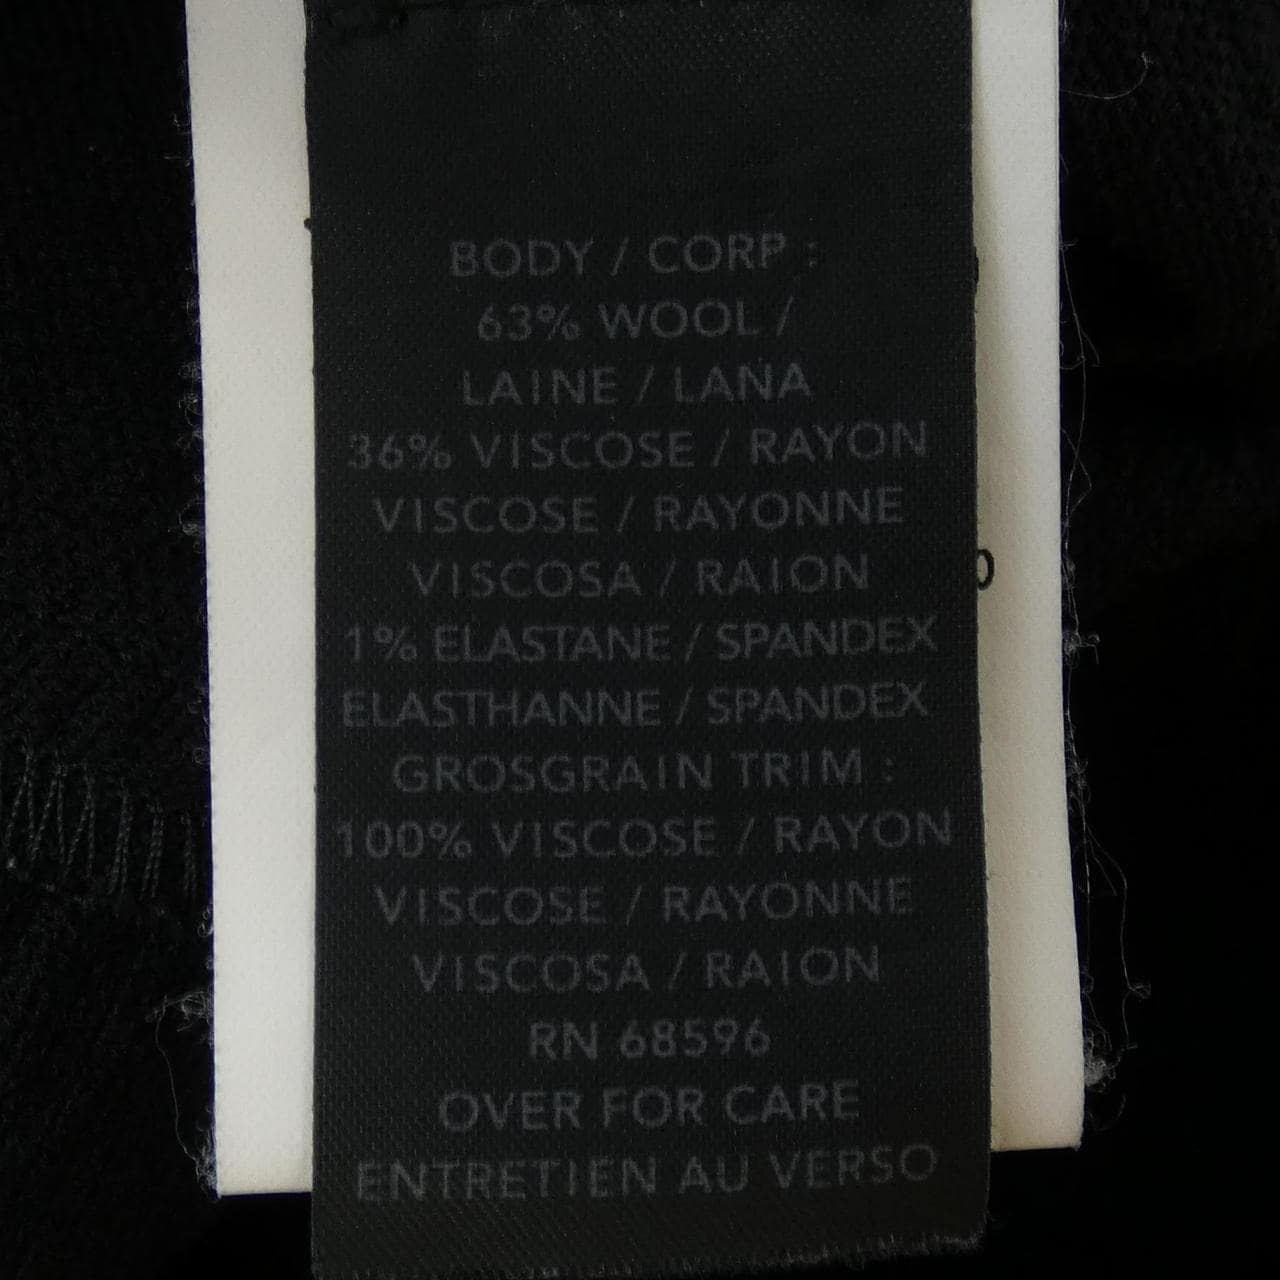 BODY / CORP :
63% WOOL /
LAINE / LANA
36% VISCOSE / RAYON
VISCOSE / RAYONNE
VISCOSA / RAION
1% ELASTANE / SPANDEX
ELASTHANNE / SPANDEX
GROSGRAIN TRIM :
100% VISCOSE / RAYON
VISCOSE / RAYONNE
VISCOSA / RAION
RN 68596
OVER FOR CARE
ENTRETIEN AU VERSO